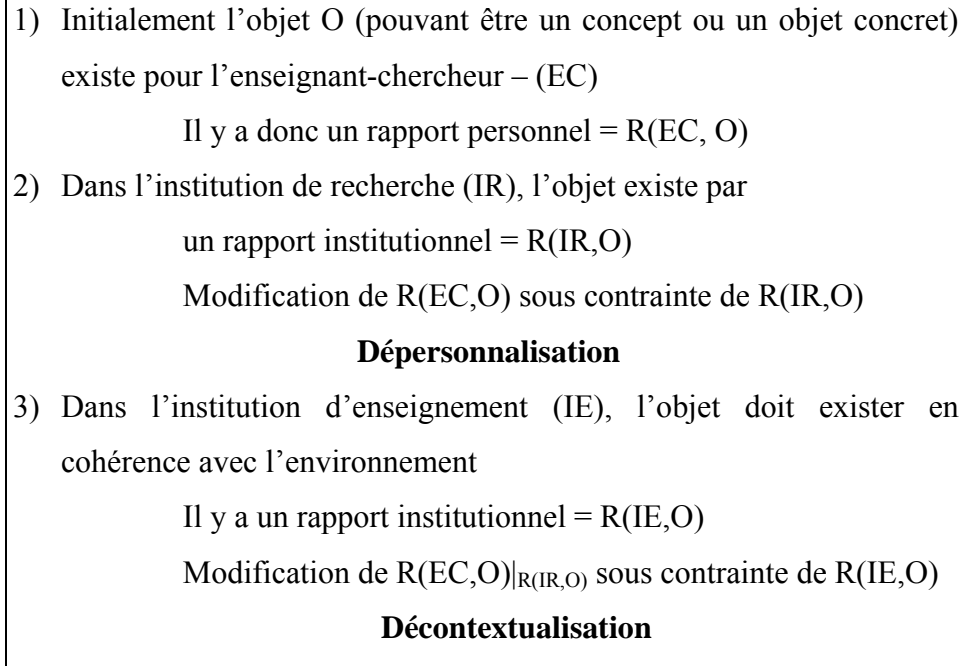 1) Initialement l’objet O (pouvant être un concept ou un objet concret)
existe pour l’enseignant-chercheur – (EC)
Il y a donc un rapport personnel = R(EC, O)
2) Dans l’institution de recherche (IR), l’objet existe par
un rapport institutionnel = R(IR,O)
Modification de R(EC,O) sous contrainte de R(IR,O)
Dépersonnalisation
3) Dans l’institution d’enseignement (IE), l’objet doit exister en
cohérence avec l’environnement
Il y a un rapport institutionnel = R(IE,O)
Modification de R(EC,O)|R(IR,O) sous contrainte de R(IE,O)
Décontextualisation